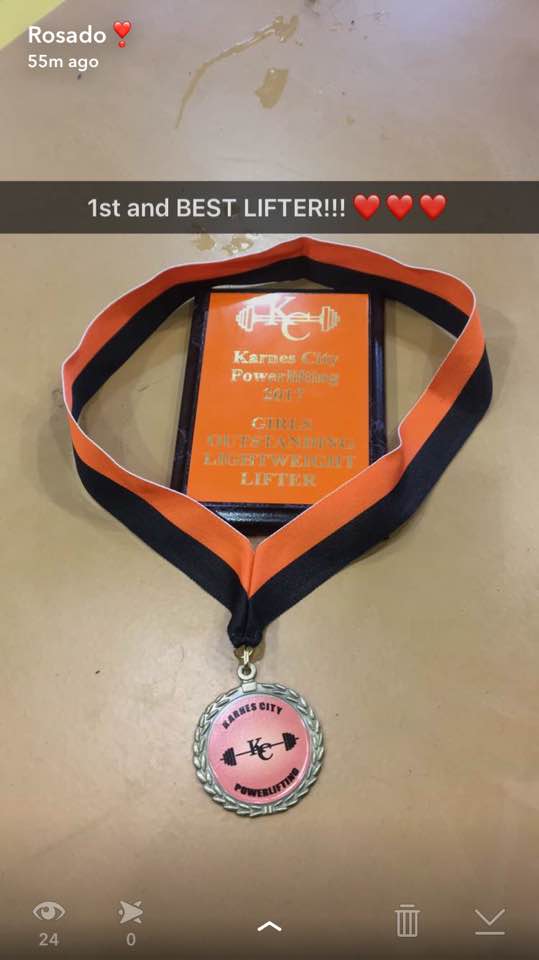 Rosado❣️
55m ago
1st and BEST LIFTER!!! ❤️❤️❤️
KC
Karnes City
Powerlifting
2017
GIRLS
OUTSTANDING
LIGHTWEIGHT
LIFTER
KARNES CITY
KC
POWERLIFTING
24
0